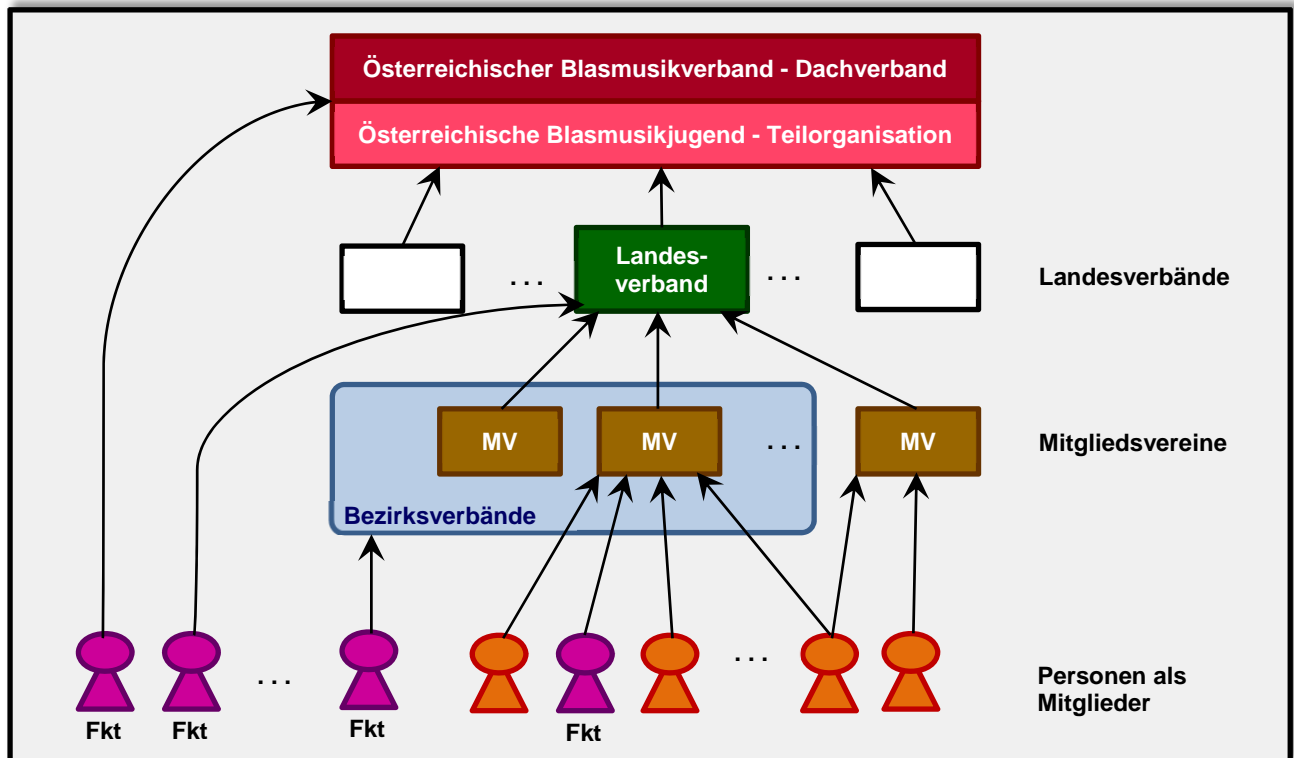 Österreichischer Blasmusikverband - Dachverband
Österreichische Blasmusikjugend - Teilorganisation
Landes-
verband
. . .
. . .
Landesverbände
MV
MV
. . .
MV
Mitgliedsvereine
Bezirksverbände
. . .
. . .
Personen als
Mitglieder
Fkt
Fkt
Fkt
Fkt